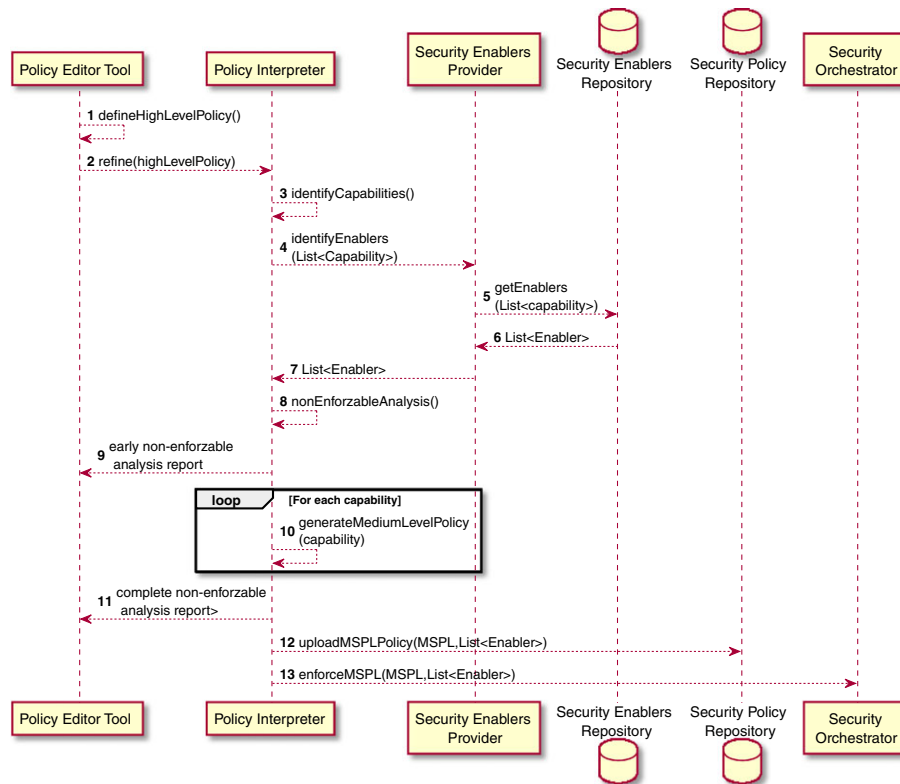 Policy Editor Tool
Policy Interpreter
Security Enablers
Provider
Security Enablers
Repository
Security Policy
Repository
Security
Orchestrator
1 defineHighLevelPolicy()
2 refine(highLevelPolicy)
3 identifyCapabilities()
4 identifyEnablers
(List<Capability>)
5 getEnablers
(List<capability>)
6 List<Enabler>
7 List<Enabler>
8 nonEnforzableAnalysis()
9 early non-enforzable
analysis report
loop [For each capability]
10 generateMediumLevelPolicy
(capability)
11 complete non-enforzable
analysis report>
12 uploadMSPLPolicy(MSPL,List<Enabler>)
13 enforceMSPL(MSPL,List<Enabler>)
Policy Editor Tool
Policy Interpreter
Security Enablers
Provider
Security Enablers
Repository
Security Policy
Repository
Security
Orchestrator